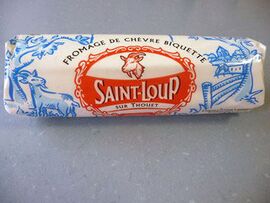 FROMAGE DE CHÈVRE BIQUETTE
SAINT-LOUP
SUR THOUET